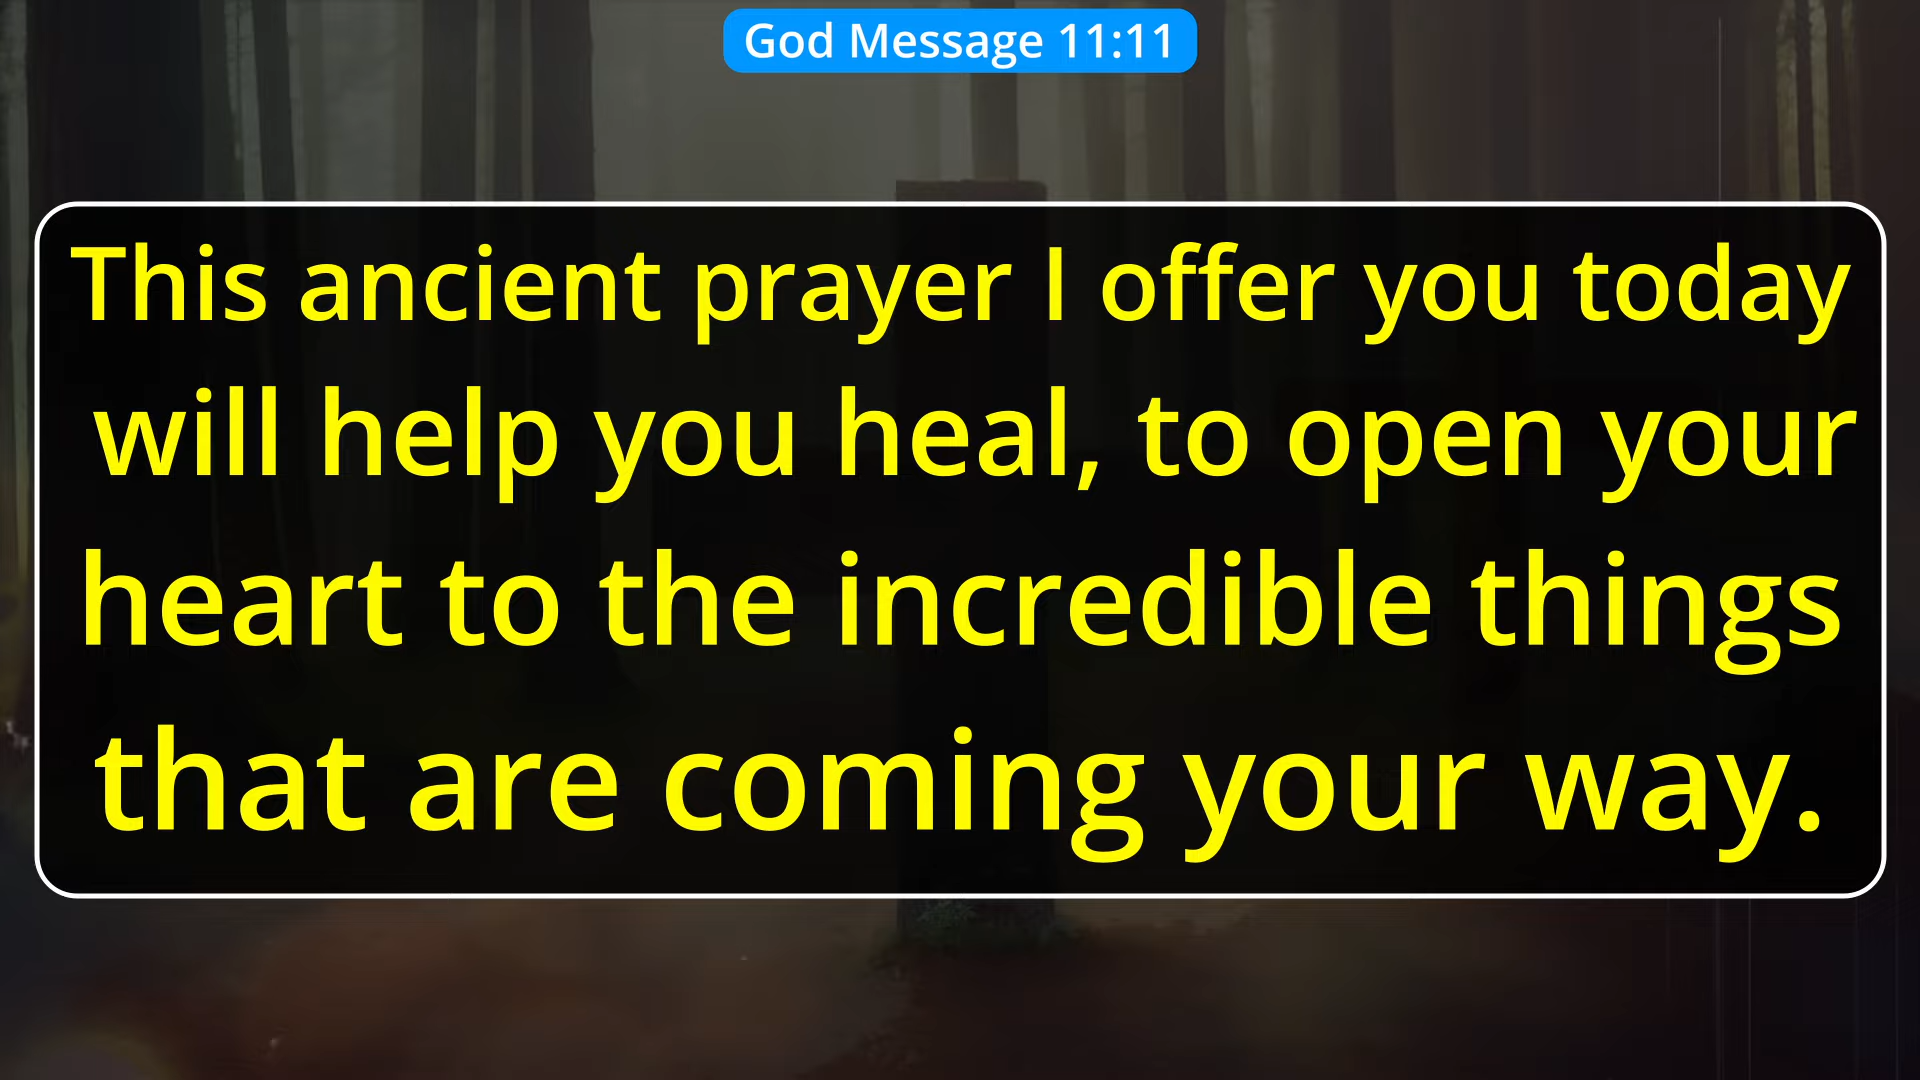 God Message 11:11
This ancient prayer I offer you today
will help you heal, to open your
heart to the incredible things
that are coming your way.